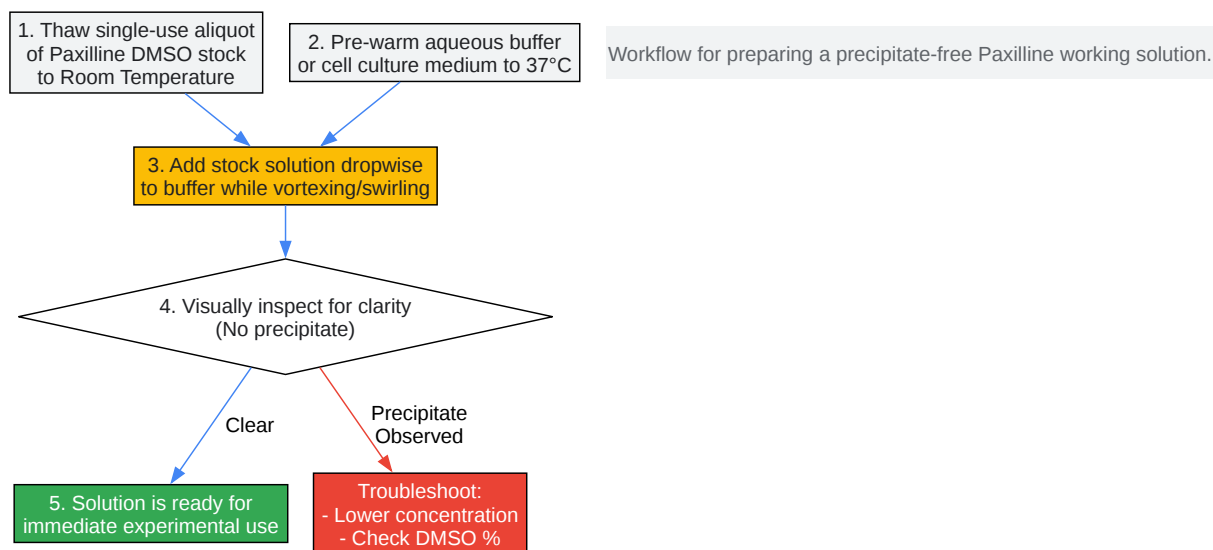 1. Thaw single-use aliquot
of Paxilline DMSO stock
to Room Temperature
2. Pre-warm aqueous buffer
or cell culture medium to 37°C
Workflow for preparing a precipitate-free Paxilline working solution.
3. Add stock solution dropwise
to buffer while vortexing/swirling
4. Visually inspect for clarity
(No precipitate)
Clear
Precipitate
Observed
5. Solution is ready for
immediate experimental use
Troubleshoot:
- Lower concentration
- Check DMSO %